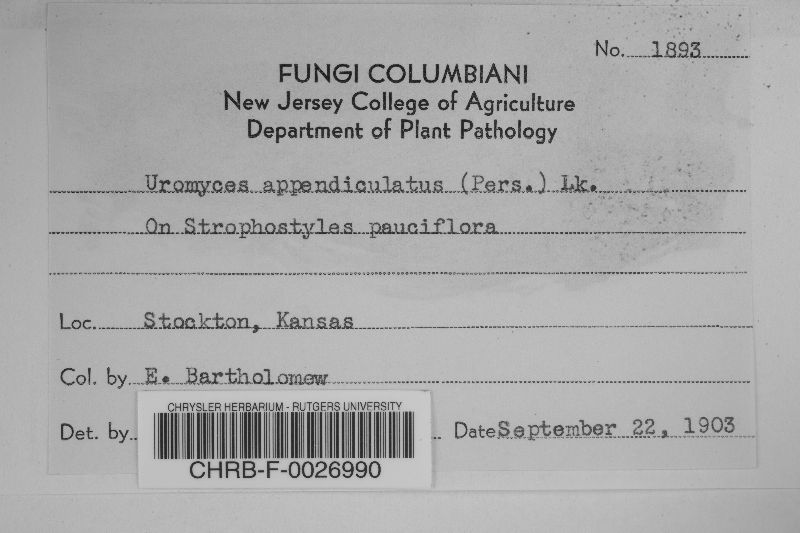 No. 1893
FUNGI COLUMBIANI
New Jersey College of Agriculture
Department of Plant Pathology
Uromyces appendiculatus (Pers.) Lk.
On Strophostyles pauciflora
Loc. Stockton, Kansas
Col. by E. Bartholomew
Det. by
Date September 22, 1903
CHRYSLER HERBARIUM - RUTGERS UNIVERSITY
CHRB-F-0026990